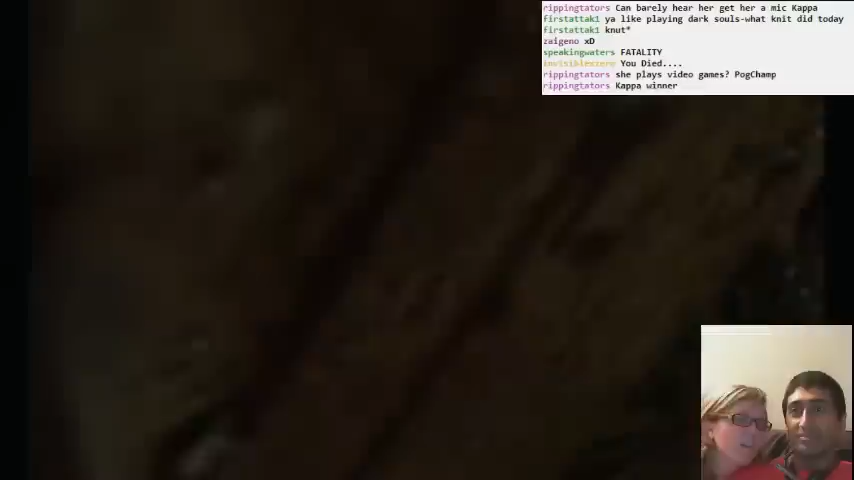 rippingtators Can barely hear her get her a mic Kappa
firstattak1 ya like playing dark souls-what knit did today
firstattak1 knut*
zaigeno xD
speakingwaters FATALITY
invisiblexzero You Died....
rippingtators she plays video games? PogChamp
rippingtators Kappa winner